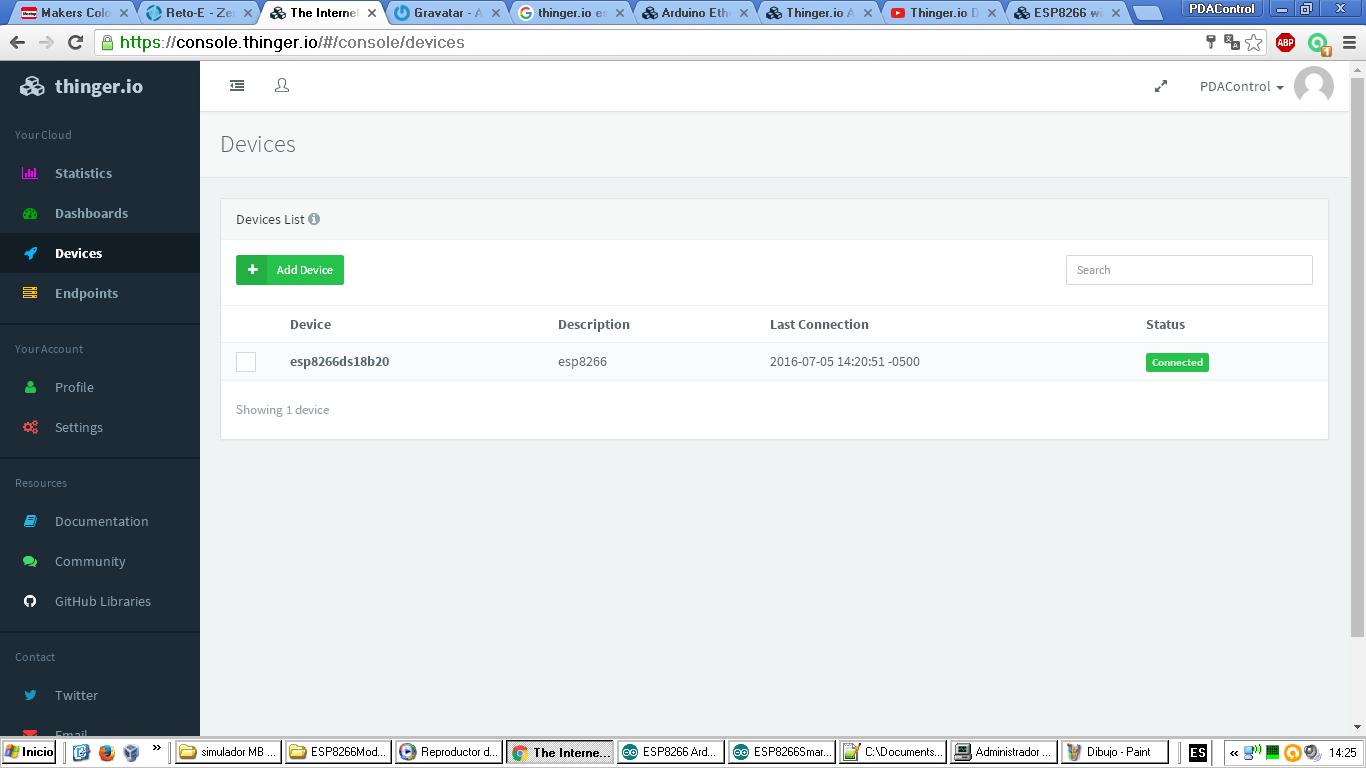 Makers Colo
Reto-E - Ze
The Interne
Gravatar - A
thinger.io es
Arduino Eth
Thinger.io A
Thinger.io D
ESP8266 wi
PDAControl
https://console.thinger.io/#/console/devices
ABP
1
thinger.io
PDAControl
Your Cloud
Statistics
Dashboards
Devices
Endpoints
Your Account
Profile
Settings
Resources
Documentation
Community
GitHub Libraries
Contact
Twitter
Email
Devices
Devices List
+ Add Device
Search
Device Description Last Connection Status
esp8266ds18b20 esp8266 2016-07-05 14:20:51 -0500 Connected
Showing 1 device
Inicio
»
simulador MB ...
ESP8266Mod...
Reproductor d...
The Interne...
ESP8266 Ard...
ESP8266Smar...
C:\Documents...
Administrador ...
Dibujo - Paint
ES
«
14:25